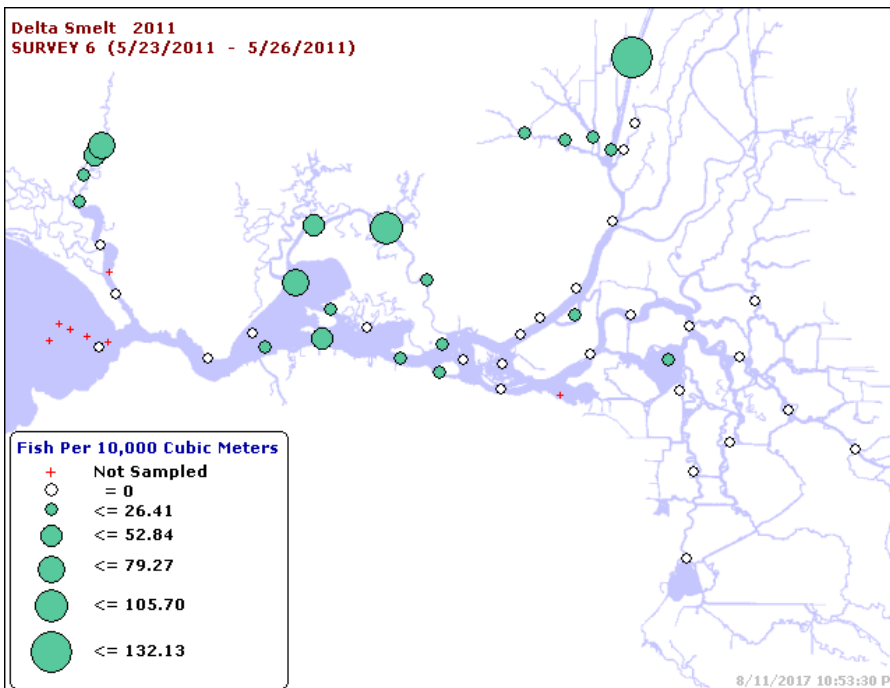 Delta Smelt 2011
SURVEY 6 (5/23/2011 - 5/26/2011)
Fish Per 10,000 Cubic Meters
Not Sampled
= 0
<= 26.41
<= 52.84
<= 79.27
<= 105.70
<= 132.13
8/11/2017 10:53:30 P